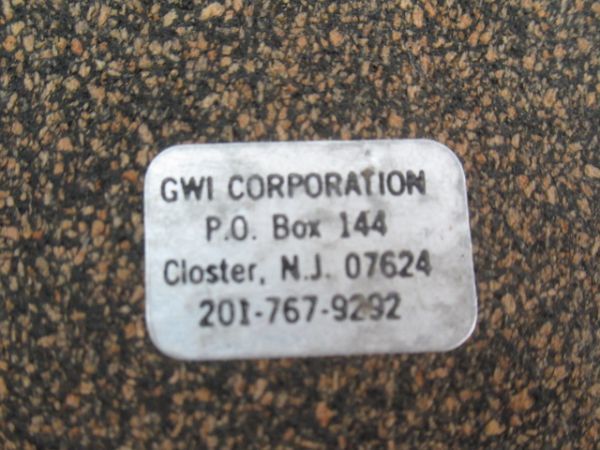 GWI CORPORATION
P.O. Box 144
Closter, N.J. 07624
201-767-9292